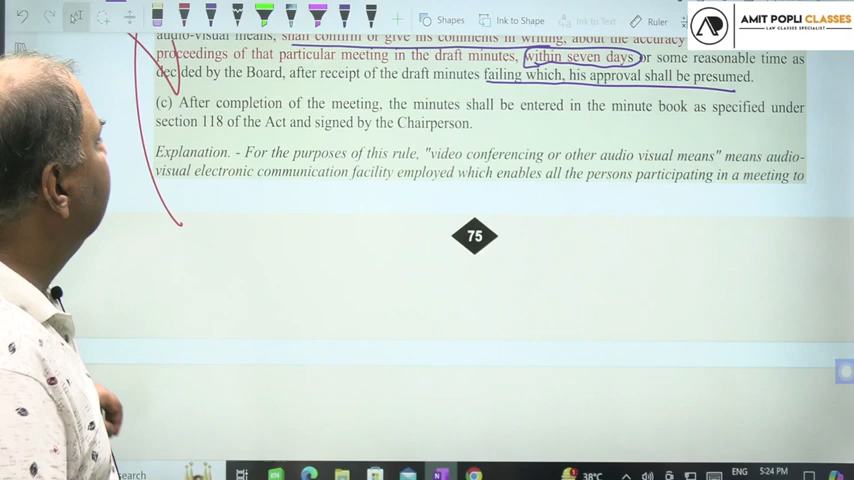 Shapes
Ink to Shape
Ink to Text
Ruler
AMIT POPLI CLASSES
LAW CLASSES SPECIALIST
audio-visual means, shall confirm or give his comments in writing, about the accuracy
proceedings of that particular meeting in the draft minutes, within seven days or some reasonable time as
decided by the Board, after receipt of the draft minutes failing which, his approval shall be presumed.
(c) After completion of the meeting, the minutes shall be entered in the minute book as specified under
section 118 of the Act and signed by the Chairperson.
Explanation. - For the purposes of this rule, "video conferencing or other audio visual means" means audio-
visual electronic communication facility employed which enables all the persons participating in a meeting to
75
search
38°C
ENG
5:24 PM